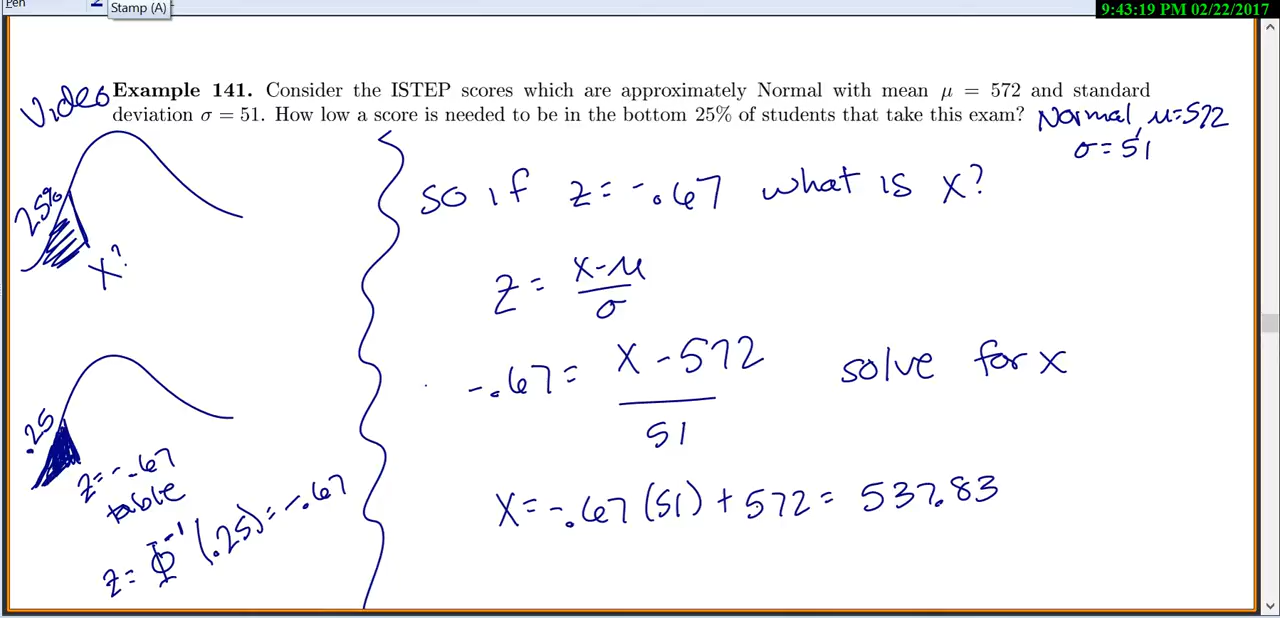 Pen
Stamp (A)
9:43:19 PM 02/22/2017
Video
Example 141. Consider the ISTEP scores which are approximately Normal with mean μ = 572 and standard
deviation σ = 51. How low a score is needed to be in the bottom 25% of students that take this exam?
Normal, μ=572
σ=51
25%
X?
.25
z=-.67
table
z=Φ⁻¹(.25)=-.67
so if z=-.67 what is x?
z= (x-μ)/σ
-.67= (x-572)/51 solve for x
X=-.67(51)+572=537.83